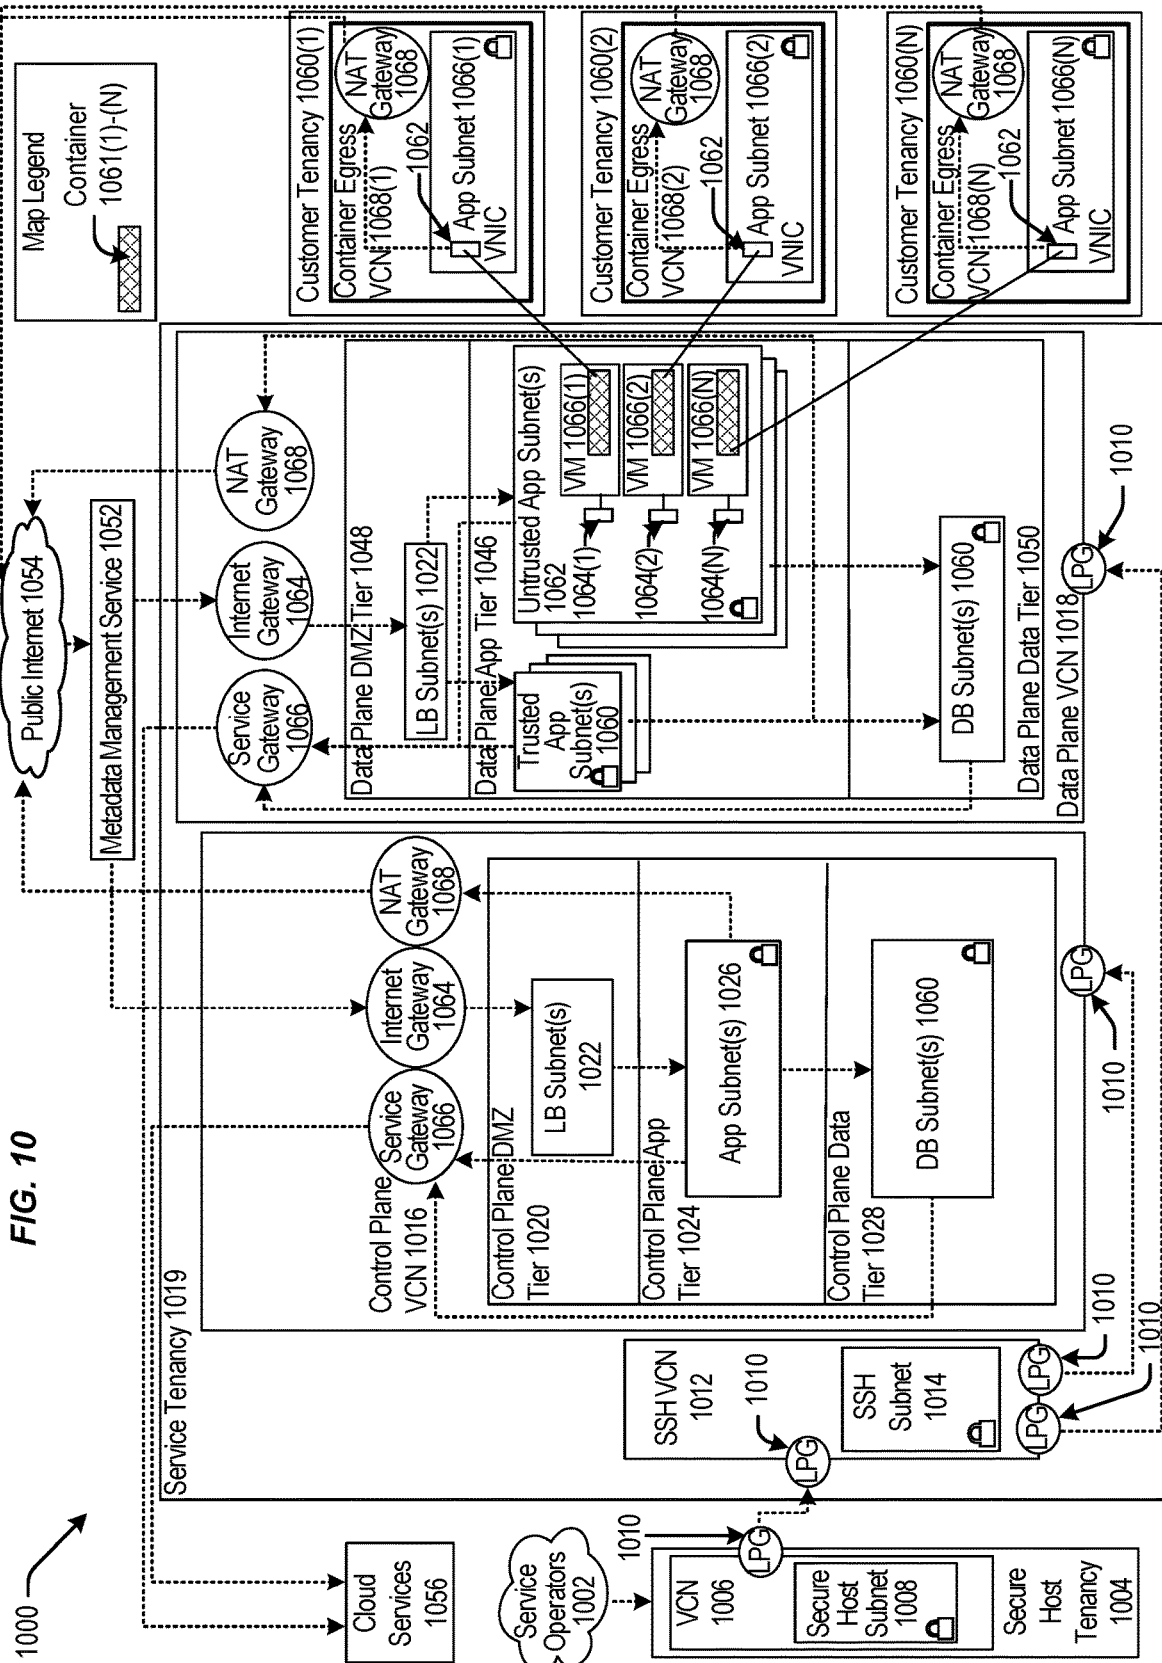 FIG. 10
1000
Cloud
Services
1056
Service
Operators
1002
1010
VCN
1006
LPG
Secure
Host
Subnet
1008
Secure
Host
Tenancy
1004
Service Tenancy 1019
SSH VCN
1012
1010
LPG
SSH
Subnet
1014
LPG
LPG
1010
1010
Control Plane
VCN 1016
Service
Gateway
1066
Internet
Gateway
1064
NAT
Gateway
1068
Control Plane DMZ
Tier 1020
LB Subnet(s)
1022
Control Plane App
Tier 1024
App Subnet(s) 1026
Control Plane Data
Tier 1028
DB Subnet(s) 1060
LPG
1010
Public Internet 1054
Metadata Management Service 1052
Service
Gateway
1066
Internet
Gateway
1064
NAT
Gateway
1068
Data Plane DMZ Tier 1048
LB Subnet(s) 1022
Data Plane App Tier 1046
Trusted
App
Subnet(s)
1060
Untrusted App Subnet(s)
1062
1064(1)
VM 1066(1)
1064(2)
VM 1066(2)
1064(N)
VM 1066(N)
DB Subnet(s) 1060
Data Plane Data Tier 1050
Data Plane VCN 1018
LPG
1010
Map Legend
Container
1061(1)-(N)
Customer Tenancy 1060(1)
Container Egress
VCN 1068(1)
NAT
Gateway
1068
1062
App Subnet 1066(1)
VNIC
Customer Tenancy 1060(2)
Container Egress
VCN 1068(2)
NAT
Gateway
1068
1062
App Subnet 1066(2)
VNIC
Customer Tenancy 1060(N)
Container Egress
VCN 1068(N)
NAT
Gateway
1068
1062
App Subnet 1066(N)
VNIC